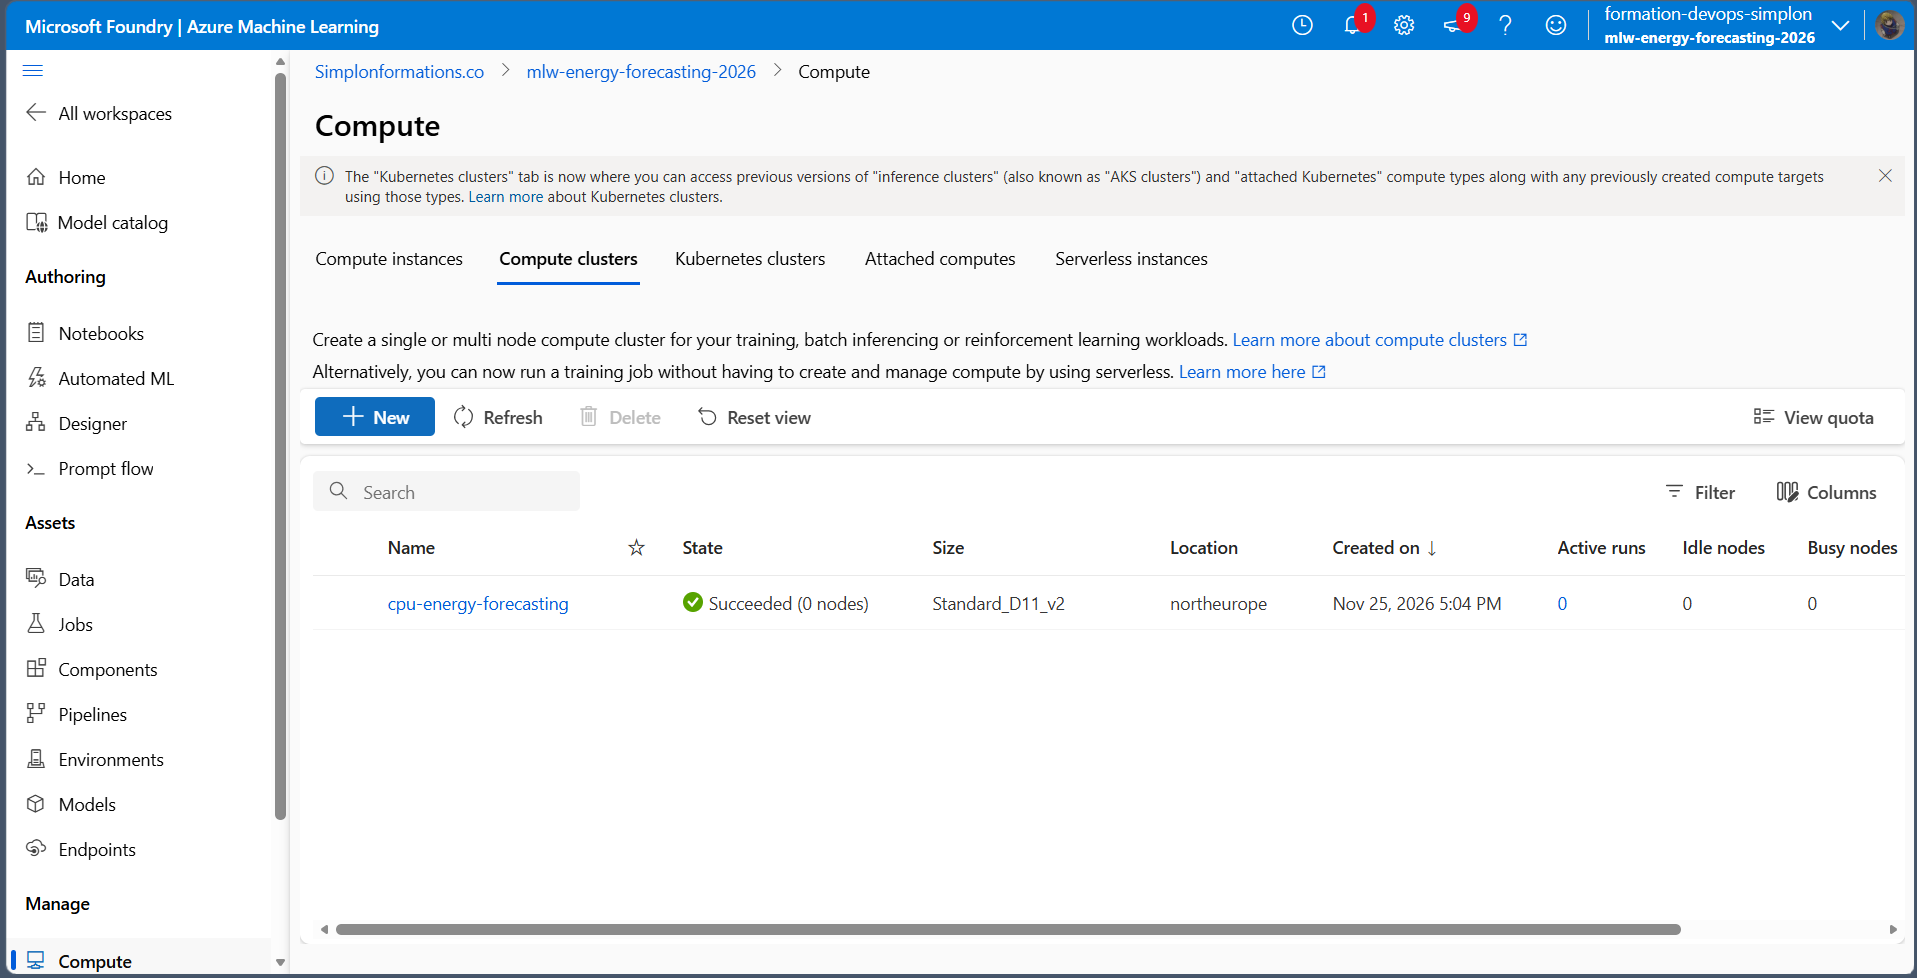 Microsoft Foundry | Azure Machine Learning
1
9
formation-devops-simplon
mlw-energy-forecasting-2026
All workspaces
Home
Model catalog
Authoring
Notebooks
Automated ML
Designer
Prompt flow
Assets
Data
Jobs
Components
Pipelines
Environments
Models
Endpoints
Manage
Compute
Simplonformations.co > mlw-energy-forecasting-2026 > Compute
Compute
The "Kubernetes clusters" tab is now where you can access previous versions of "inference clusters" (also known as "AKS clusters") and "attached Kubernetes" compute types along with any previously created compute targets
using those types. Learn more about Kubernetes clusters.
Compute instances Compute clusters Kubernetes clusters Attached computes Serverless instances
Create a single or multi node compute cluster for your training, batch inferencing or reinforcement learning workloads. Learn more about compute clusters
Alternatively, you can now run a training job without having to create and manage compute by using serverless. Learn more here
New Refresh Delete Reset view View quota
Search Filter Columns
Name State Size Location Created on ↓ Active runs Idle nodes Busy nodes
cpu-energy-forecasting Succeeded (0 nodes) Standard_D11_v2 northeurope Nov 25, 2026 5:04 PM 0 0 0